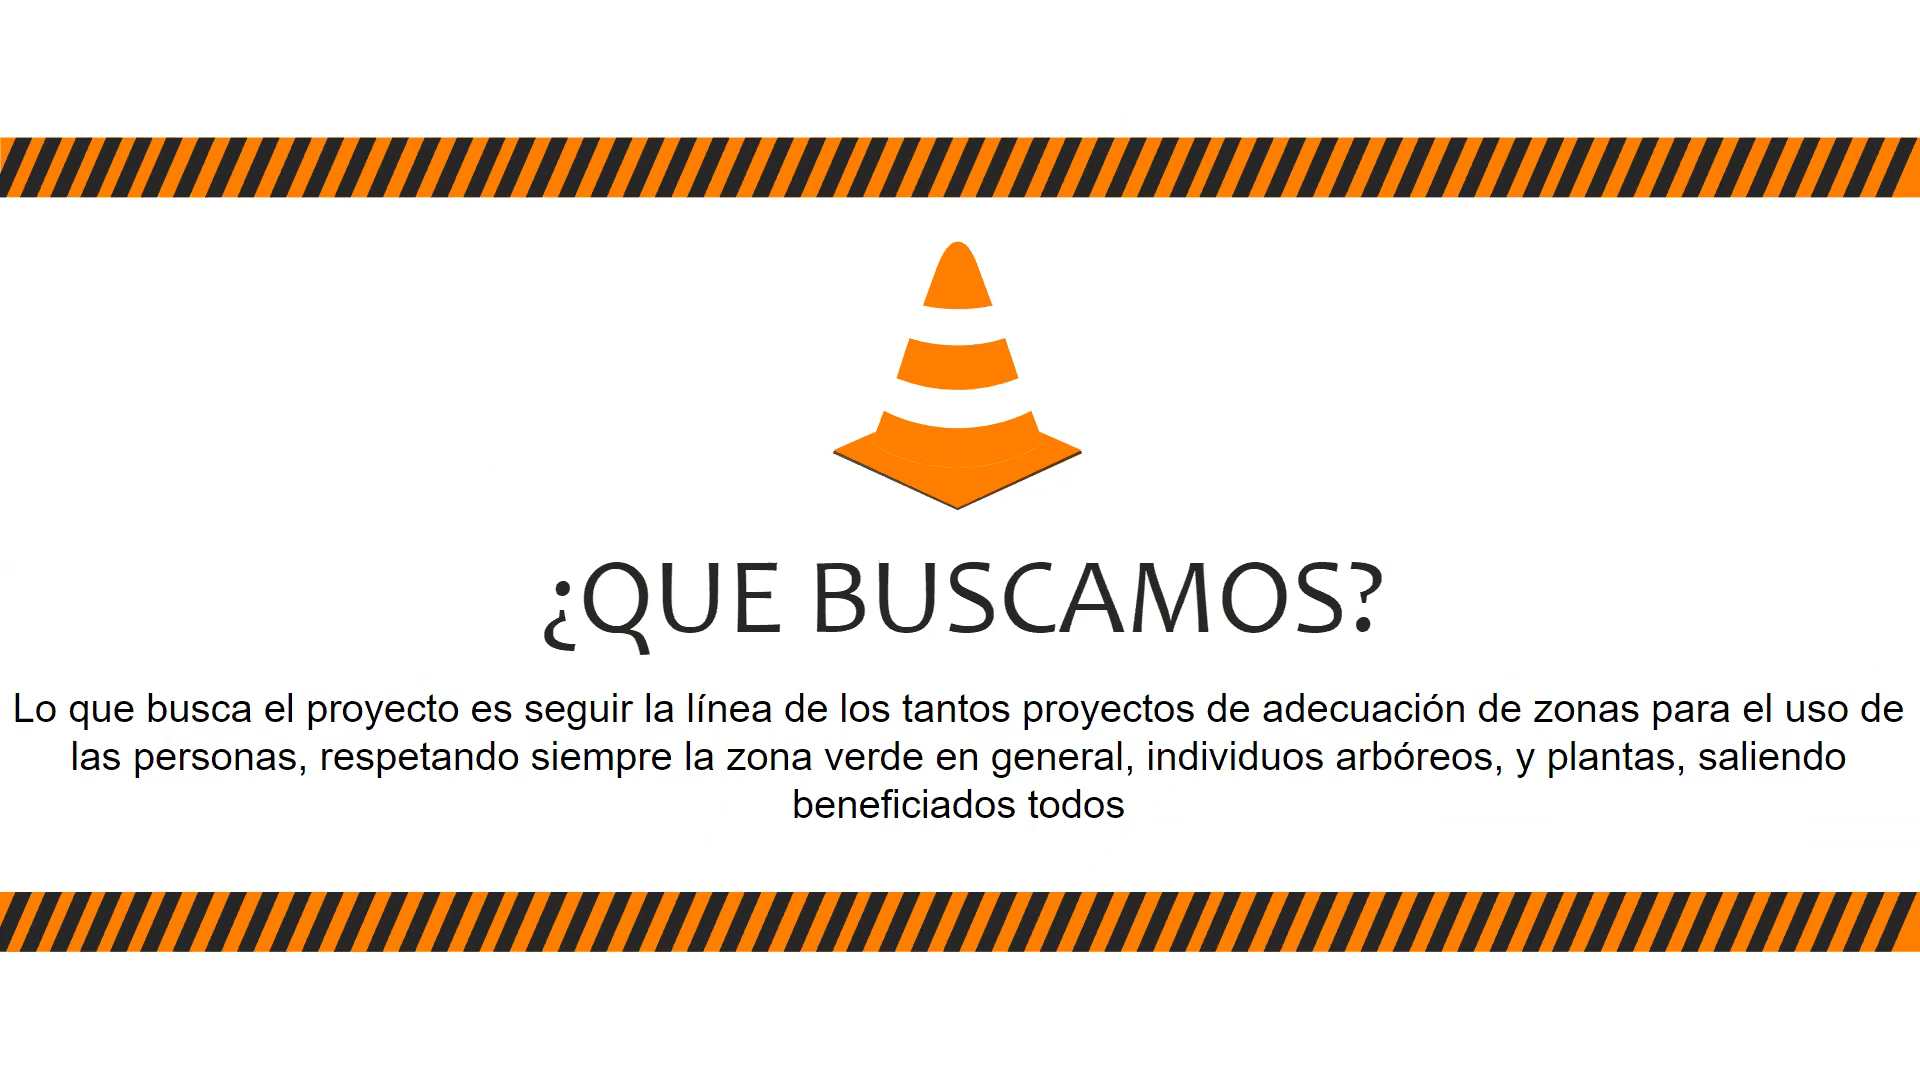 ¿QUE BUSCAMOS?
Lo que busca el proyecto es seguir la línea de los tantos proyectos de adecuación de zonas para el uso de
las personas, respetando siempre la zona verde en general, individuos arbóreos, y plantas, saliendo
beneficiados todos